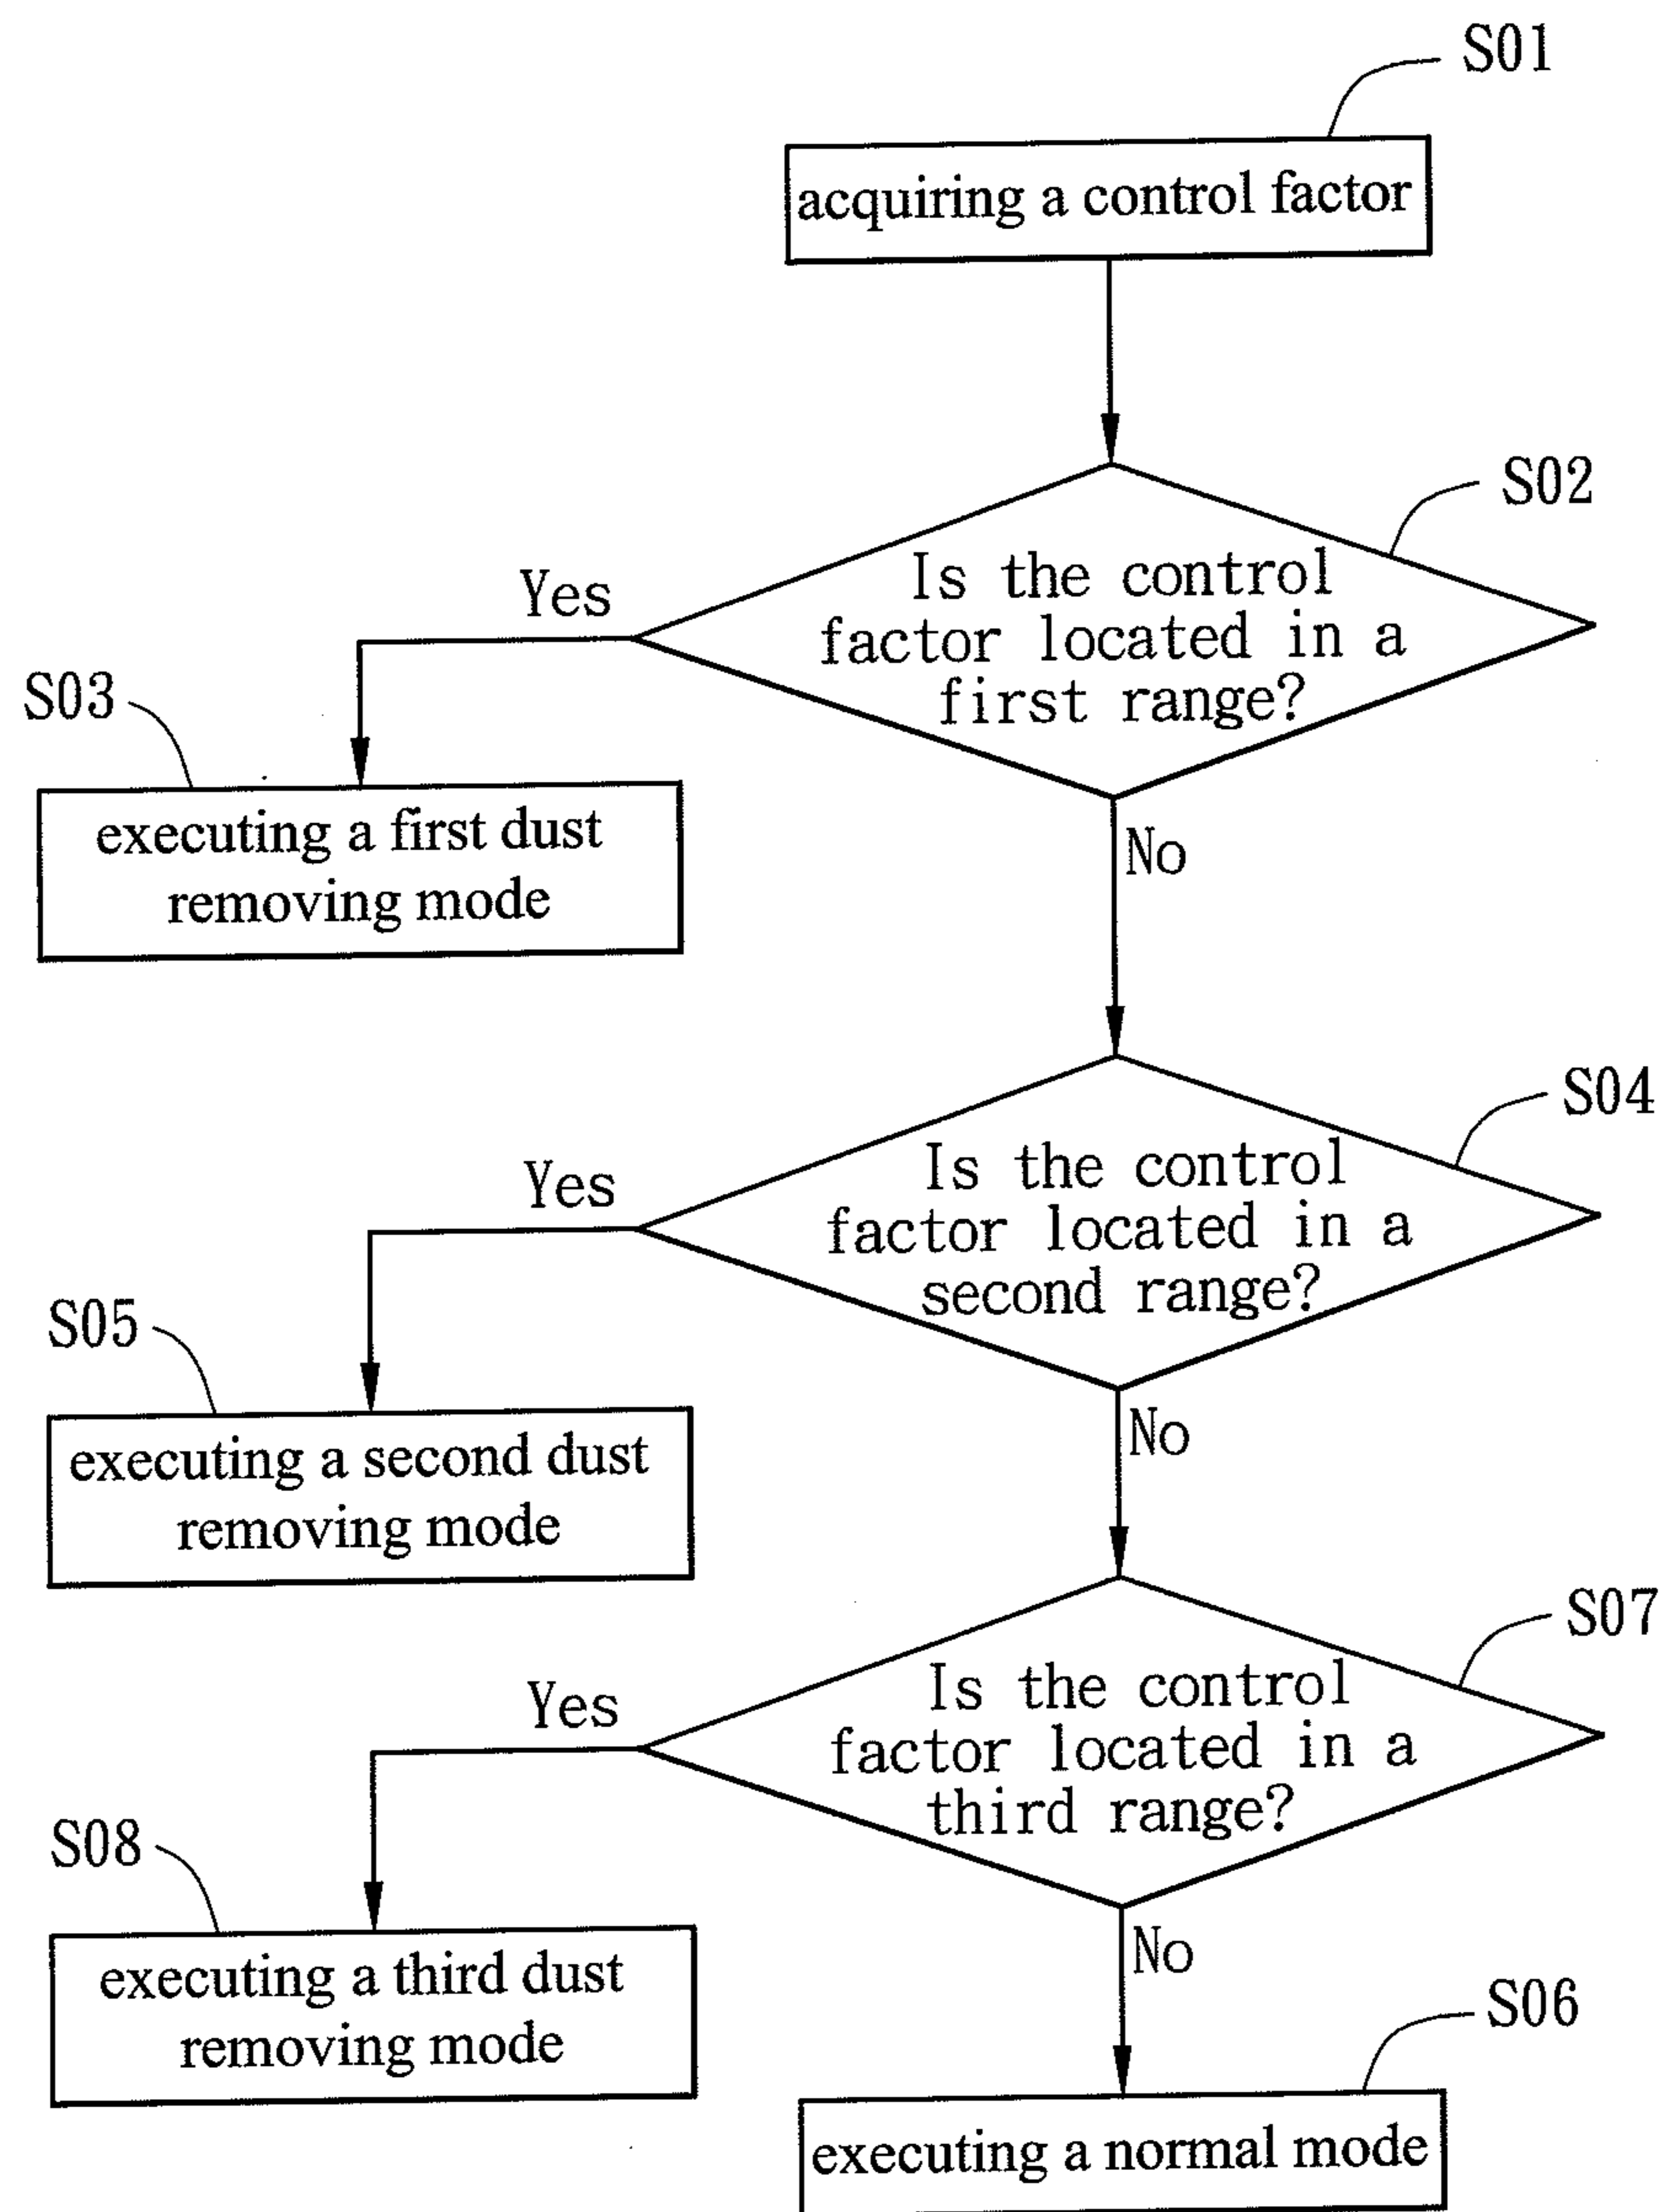 S01
acquiring a control factor
S02
Is the control
factor located in a
first range?
Yes
No
S03
executing a first dust
removing mode
S04
Is the control
factor located in a
second range?
Yes
No
S05
executing a second dust
removing mode
S07
Is the control
factor located in a
third range?
Yes
No
S08
executing a third dust
removing mode
S06
executing a normal mode